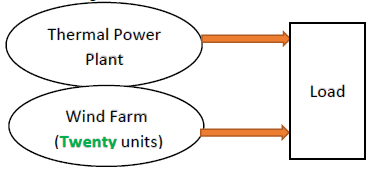 Thermal Power
Plant
Wind Farm
(Twenty units)
Load